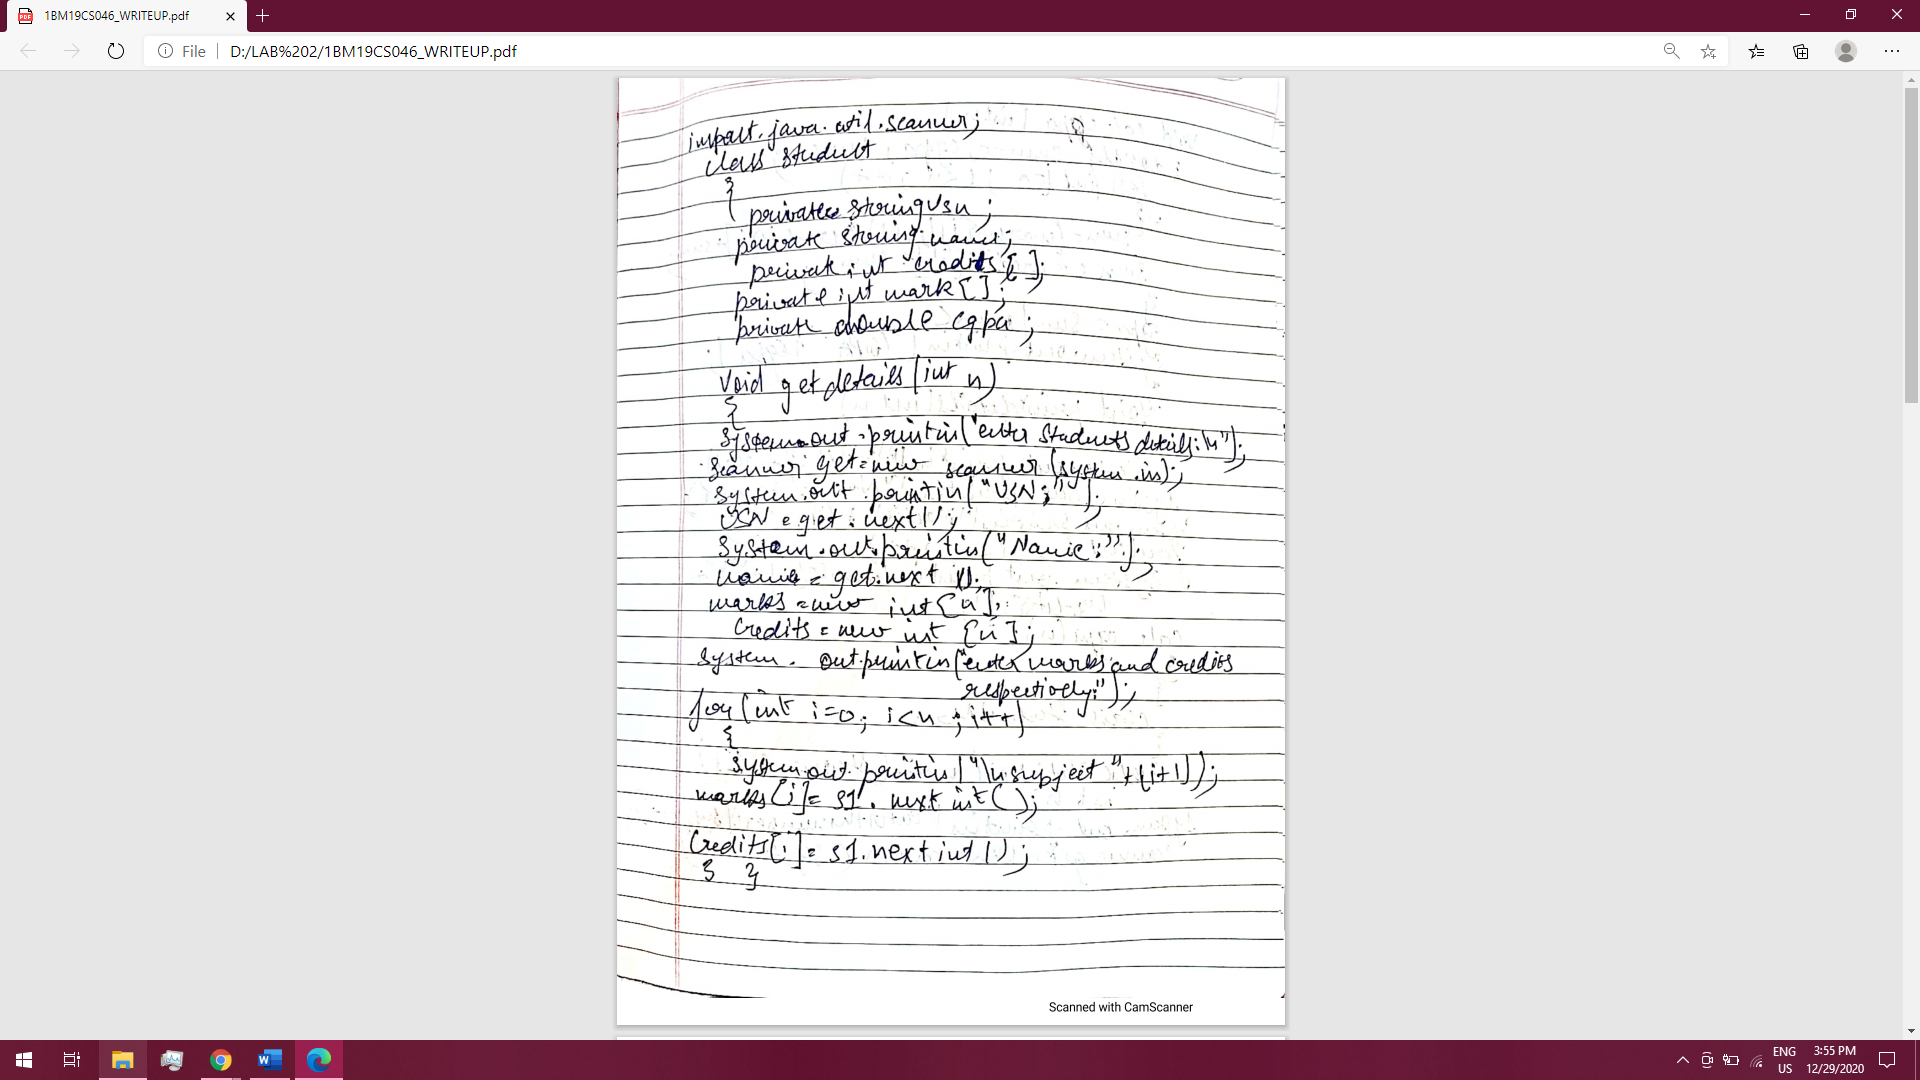 1BM19CS046_WRITEUP.pdf
File D:/LAB%202/1BM19CS046_WRITEUP.pdf
import.java.util.scanner;
class student
{
private string Usn;
private string name;
private int credits[];
private int mark[];
private double cgpa;
void getdetails(int n)
{
System.out.println("enter students details:\n");
Scanner get=new scanner(system.in);
System.out.println("USN;");
USN = get.next();
System.out.println("Name:");
name = get.next();
marks = new int[n];
Credits = new int [n];
System. out.println("enter marks and credits
respectively:");
for(int i=0; i<n ; i++)
{
System.out.println("\n subject "+(i+1));
marks[i]= s1.next int();
Credits[i]= s1.next int();
} }
Scanned with CamScanner
ENG
US
3:55 PM
12/29/2020